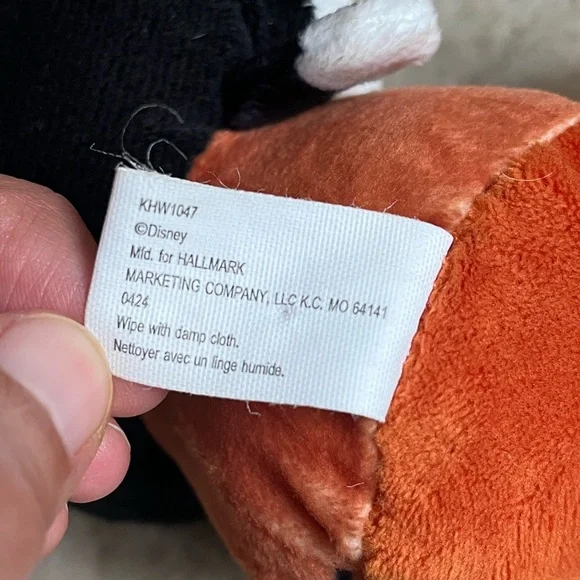 KHW1047
©Disney
Mfd. for HALLMARK
MARKETING COMPANY, LLC K.C. MO 64141
0424
Wipe with damp cloth.
Nettoyer avec un linge humide.